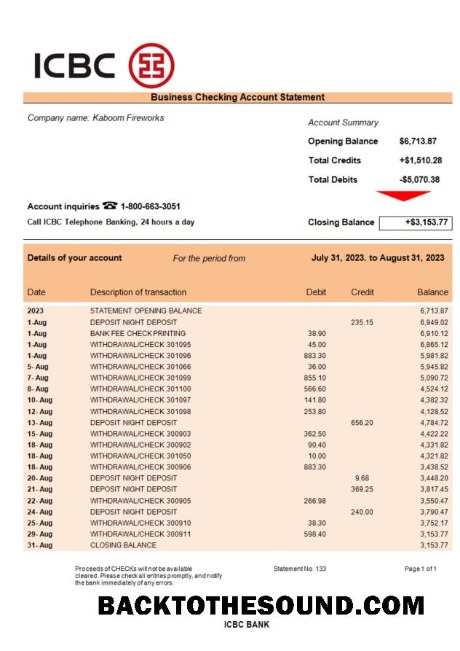 ICBC
Business Checking Account Statement
Company name: Kaboom Fireworks
Account Summary
Opening Balance $6,713.87
Total Credits +$1,510.28
Total Debits -$5,070.38
Account inquiries ☎ 1-800-663-3051
Call ICBC Telephone Banking, 24 hours a day
Closing Balance +$3,153.77
Details of your account For the period from July 31, 2023. to August 31, 2023
Date Description of transaction Debit Credit Balance
2023 STATEMENT OPENING BALANCE 6,713.87
1-Aug DEPOSIT NIGHT DEPOSIT 235.15 6,949.02
1-Aug BANK FEE CHECK PRINTING 38.90 6,910.12
1-Aug WITHDRAWAL/CHECK 301095 45.00 6,865.12
1-Aug WITHDRAWAL/CHECK 301096 883.30 5,981.82
5- Aug WITHDRAWAL/CHECK 301066 36.00 5,945.82
7- Aug WITHDRAWAL/CHECK 301099 855.10 5,090.72
8- Aug WITHDRAWAL/CHECK 301100 566.60 4,524.12
10- Aug WITHDRAWAL/CHECK 301097 141.80 4,382.32
12- Aug WITHDRAWAL/CHECK 301098 253.80 4,128.52
13- Aug DEPOSIT NIGHT DEPOSIT 656.20 4,784.72
15- Aug WITHDRAWAL/CHECK 300903 362.50 4,422.22
18- Aug WITHDRAWAL/CHECK 300902 90.40 4,331.82
18- Aug WITHDRAWAL/CHECK 301050 10.00 4,321.82
18- Aug WITHDRAWAL/CHECK 300906 883.30 3,438.52
20- Aug DEPOSIT NIGHT DEPOSIT 9.68 3,448.20
21- Aug DEPOSIT NIGHT DEPOSIT 369.25 3,817.45
22- Aug WITHDRAWAL/CHECK 300905 266.98 3,550.47
24- Aug DEPOSIT NIGHT DEPOSIT 240.00 3,790.47
25- Aug WITHDRAWAL/CHECK 300910 38.30 3,752.17
29- Aug WITHDRAWAL/CHECK 300911 598.40 3,153.77
31- Aug CLOSING BALANCE 3,153.77
Proceeds of CHECKs will not be available Statement No. 133 Page 1 of 1
cleared. Please check all entries promptly, and notify
the bank immediately of any errors.
BACKTOTHESOUND.COM
ICBC BANK